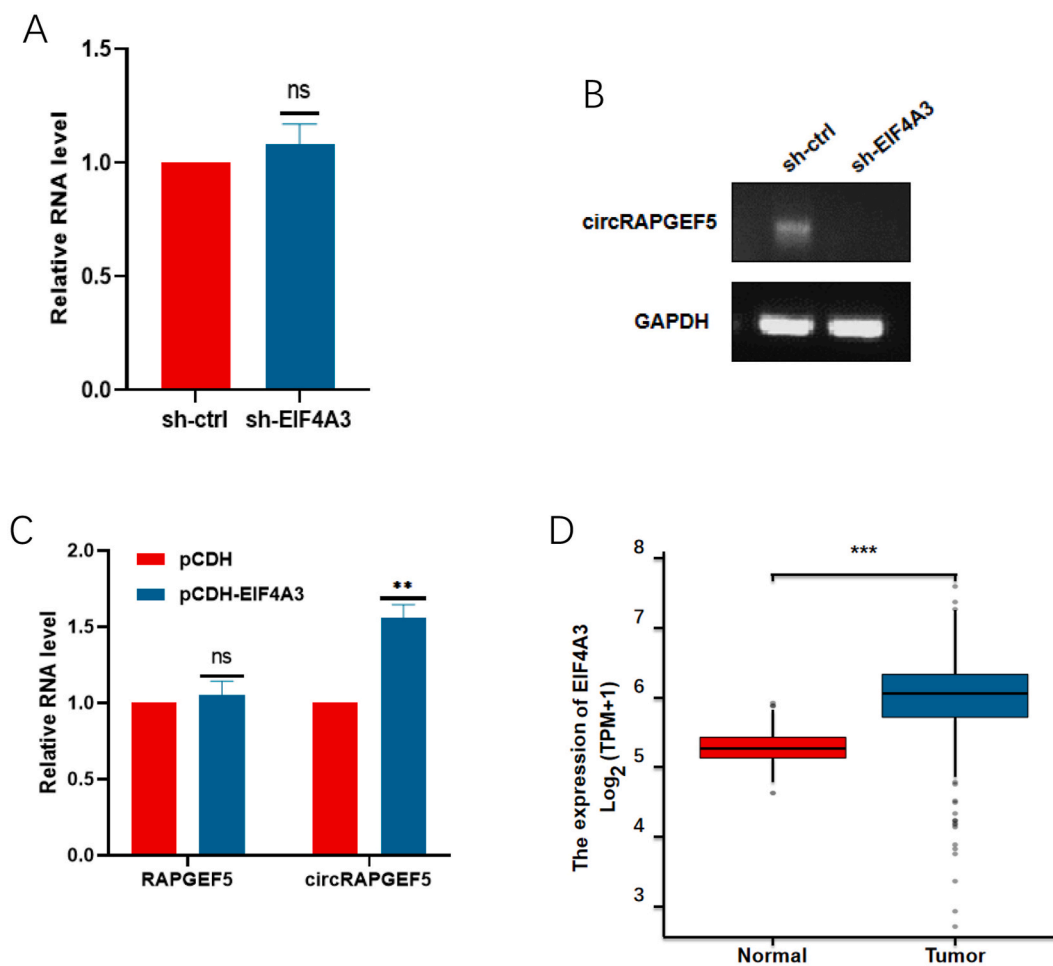 A
1.5
1.0
0.5
0.0
Relative RNA level
ns
sh-ctrl sh-EIF4A3
B
sh-ctrl sh-EIF4A3
circRAPGEF5
GAPDH
C
2.0
1.5
1.0
0.5
0.0
Relative RNA level
pCDH
pCDH-EIF4A3
ns
**
RAPGEF5 circRAPGEF5
D
8
7
6
5
4
3
The expression of EIF4A3
Log2 (TPM+1)
***
Normal Tumor